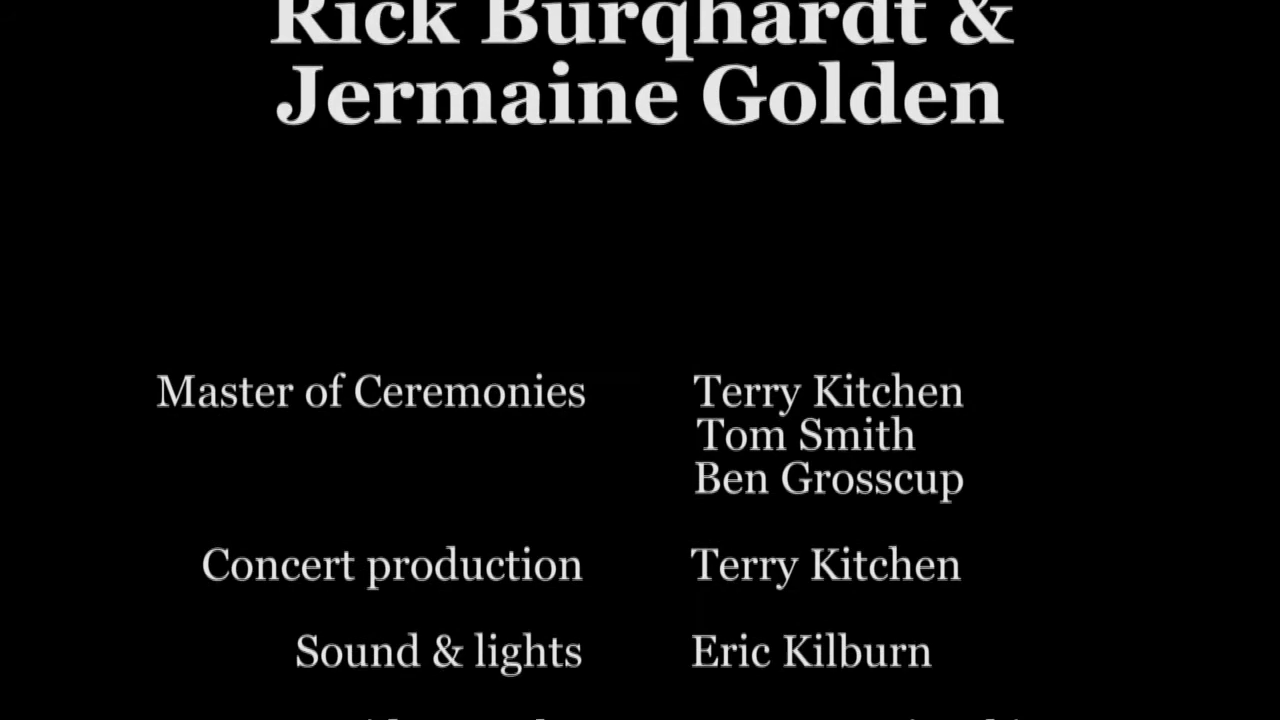 Rick Burghardt &
Jermaine Golden
Master of Ceremonies Terry Kitchen
Tom Smith
Ben Grosscup
Concert production Terry Kitchen
Sound & lights Eric Kilburn